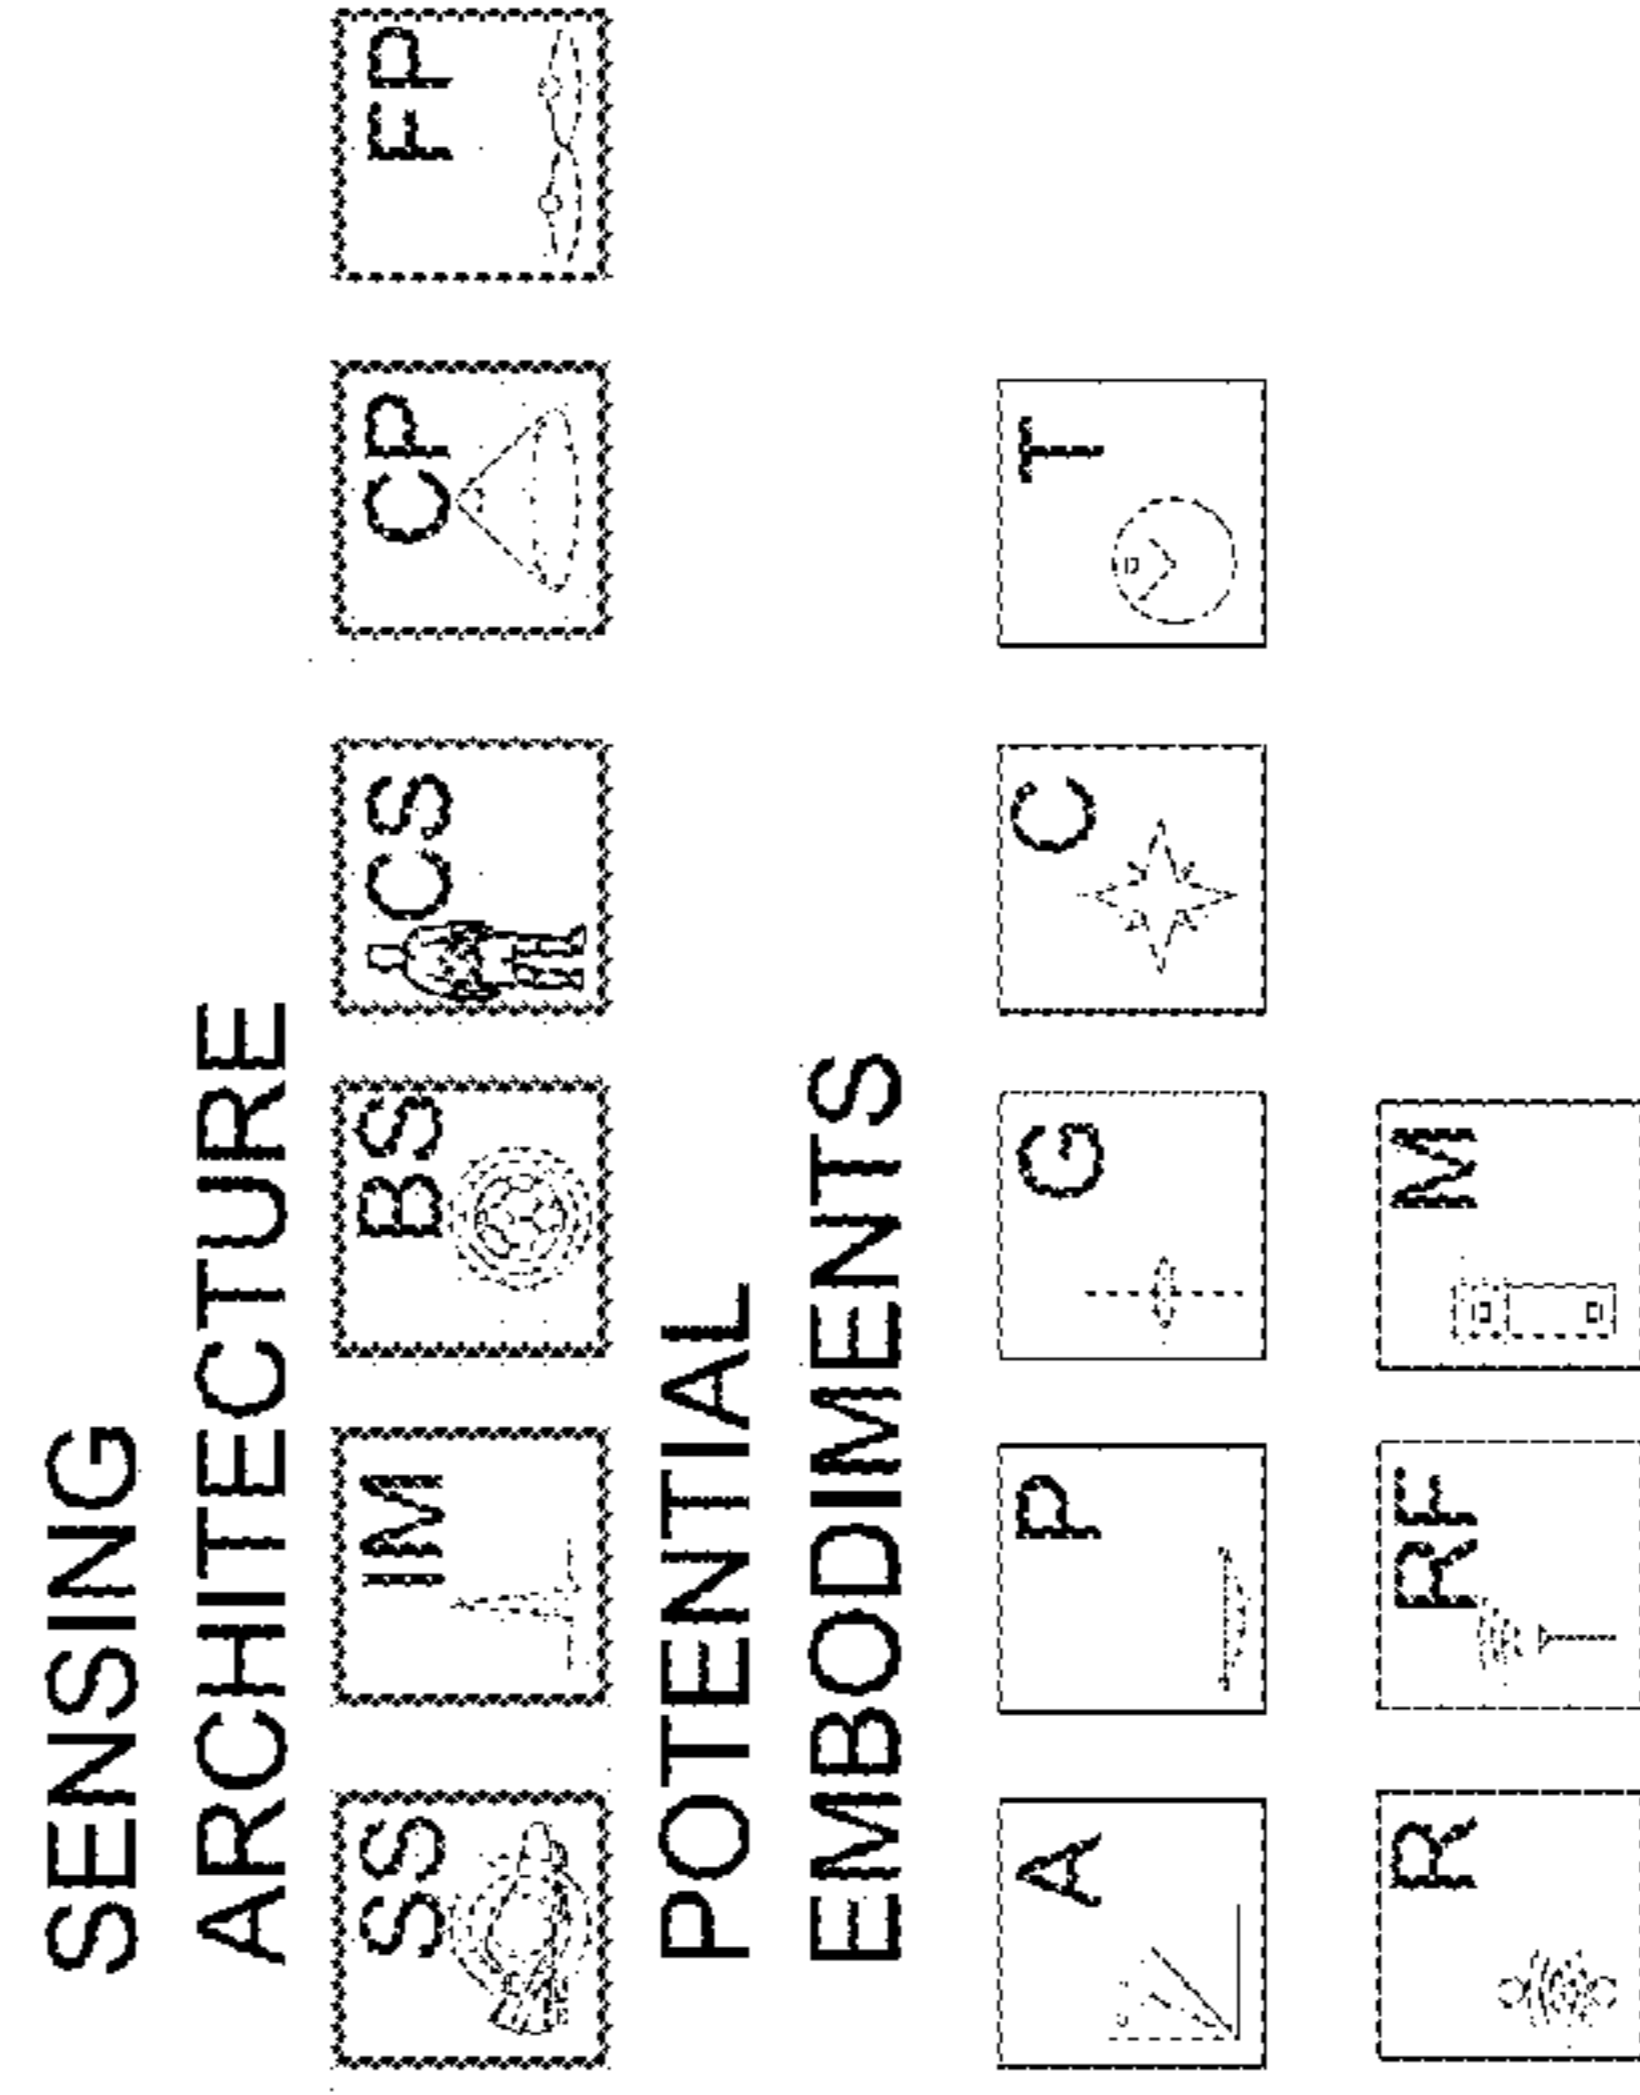 SENSING
ARCHITECTURE
SS IM BS CS CP FP
POTENTIAL
EMBODIMENTS
A P G C T
R RF M